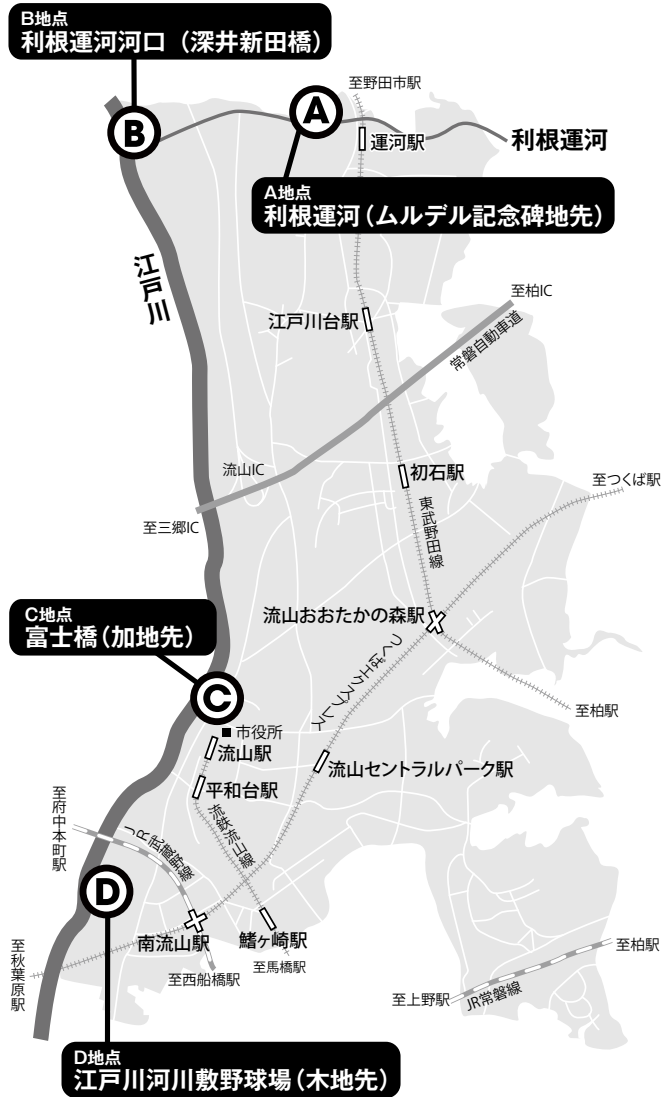 B地点
利根運河河口（深井新田橋）
至野田市駅
A
B
運河駅
利根運河
A地点
利根運河（ムルデル記念碑地先）
江戸川
至柏IC
江戸川台駅
常磐自動車道
流山IC
初石駅
至つくば駅
至三郷IC
東武野田線
C地点
富士橋（加地先）
流山おおたかの森駅
つくばエクスプレス
C
至柏駅
市役所
流山駅
流山セントラルパーク駅
平和台駅
至府中本町駅
JR武蔵野線
流鉄流山線
D
南流山駅
鰭ヶ崎駅
至秋葉原駅
至馬橋駅
至西船橋駅
至柏駅
至上野駅
JR常磐線
D地点
江戸川河川敷野球場（木地先）